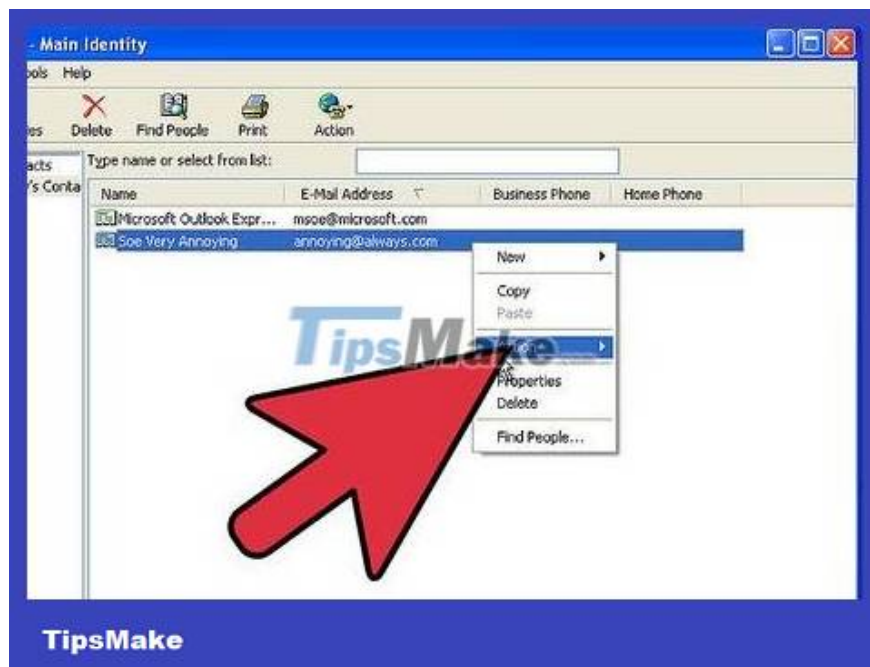 - Main Identity
ools Help
es Delete Find People Print Action
acts Type name or select from list:
's Conta
Name E-Mail Address Business Phone Home Phone
Microsoft Outlook Expr... msoe@microsoft.com
Soe Very Annoying annoying@always.com
New
Copy
Paste
TipsMake
Properties
Delete
Find People...
TipsMake